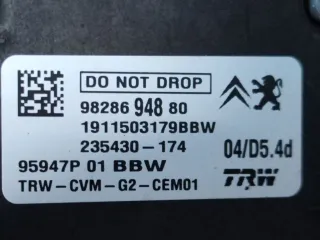 DO NOT DROP
98286 948 80
1911503179BBW
235430-174
04/D5.4d
95947P 01 BBW
TRW
TRW-CVM-G2-CEM01